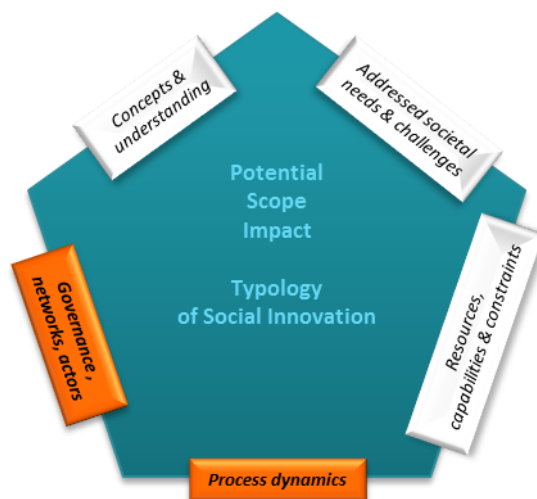 Concepts &
understanding
Addressed societal
needs & challenges
Potential
Scope
Impact
Typology
of Social Innovation
Governance ,
networks, actors
Resources,
capabilities & constraints
Process dynamics